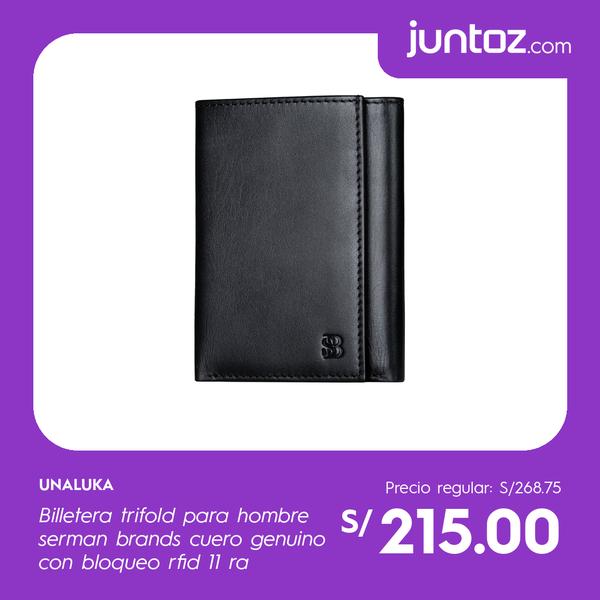 juntoz.com
SB
UNALUKA
Billetera trifold para hombre
serman brands cuero genuino
con bloqueo rfid 11 ra
Precio regular: S/268.75
S/215.00